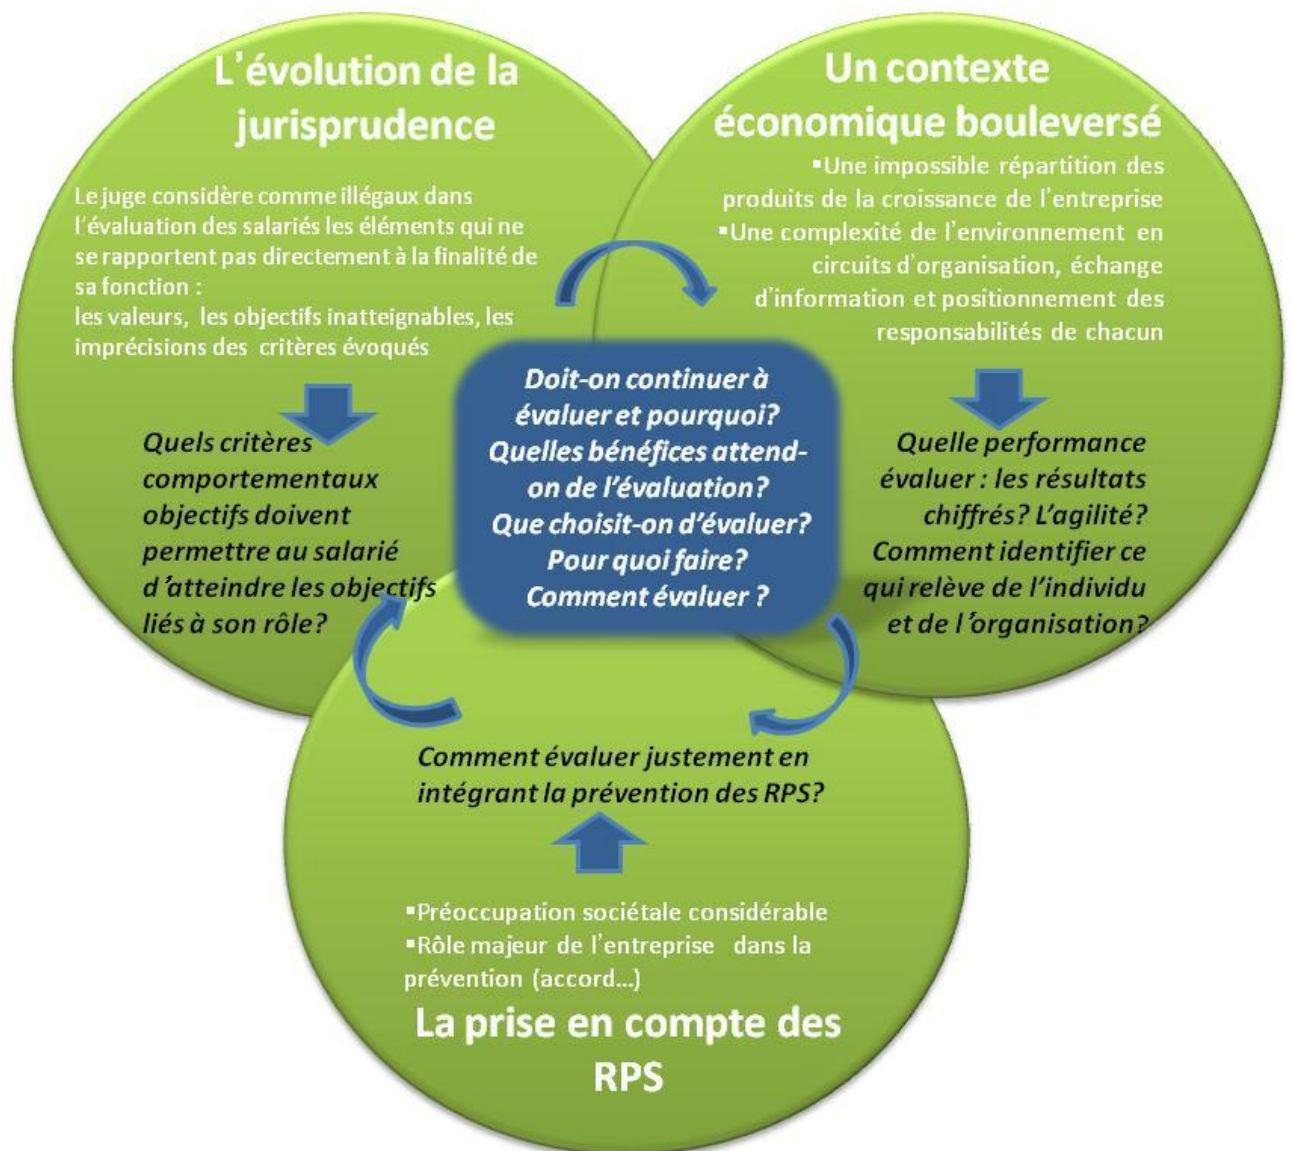 L'évolution de la
jurisprudence
Le juge considère comme illégaux dans
l'évaluation des salariés les éléments qui ne
se rapportent pas directement à la finalité de
sa fonction :
les valeurs, les objectifs inatteignables, les
imprécisions des critères évoqués
Quels critères
comportementaux
objectifs doivent
permettre au salarié
d'atteindre les objectifs
liés à son rôle?
Un contexte
économique bouleversé
▪Une impossible répartition des
produits de la croissance de l'entreprise
▪Une complexité de l'environnement en
circuits d'organisation, échange
d'information et positionnement des
responsabilités de chacun
Quelle performance
évaluer : les résultats
chiffrés? L'agilité?
Comment identifier ce
qui relève de l'individu
et de l'organisation?
Doit-on continuer à
évaluer et pourquoi?
Quelles bénéfices attend-
on de l'évaluation?
Que choisit-on d'évaluer?
Pour quoi faire?
Comment évaluer ?
Comment évaluer justement en
intégrant la prévention des RPS?
▪Préoccupation sociétale considérable
▪Rôle majeur de l'entreprise dans la
prévention (accord...)
La prise en compte des
RPS